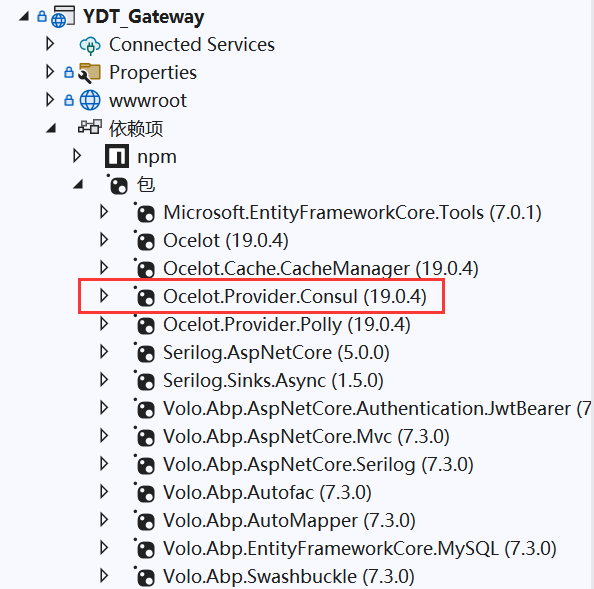 YDT_Gateway
Connected Services
Properties
wwwroot
依赖项
npm
包
Microsoft.EntityFrameworkCore.Tools (7.0.1)
Ocelot (19.0.4)
Ocelot.Cache.CacheManager (19.0.4)
Ocelot.Provider.Consul (19.0.4)
Ocelot.Provider.Polly (19.0.4)
Serilog.AspNetCore (5.0.0)
Serilog.Sinks.Async (1.5.0)
Volo.Abp.AspNetCore.Authentication.JwtBearer (7
Volo.Abp.AspNetCore.Mvc (7.3.0)
Volo.Abp.AspNetCore.Serilog (7.3.0)
Volo.Abp.Autofac (7.3.0)
Volo.Abp.AutoMapper (7.3.0)
Volo.Abp.EntityFrameworkCore.MySQL (7.3.0)
Volo.Abp.Swashbuckle (7.3.0)